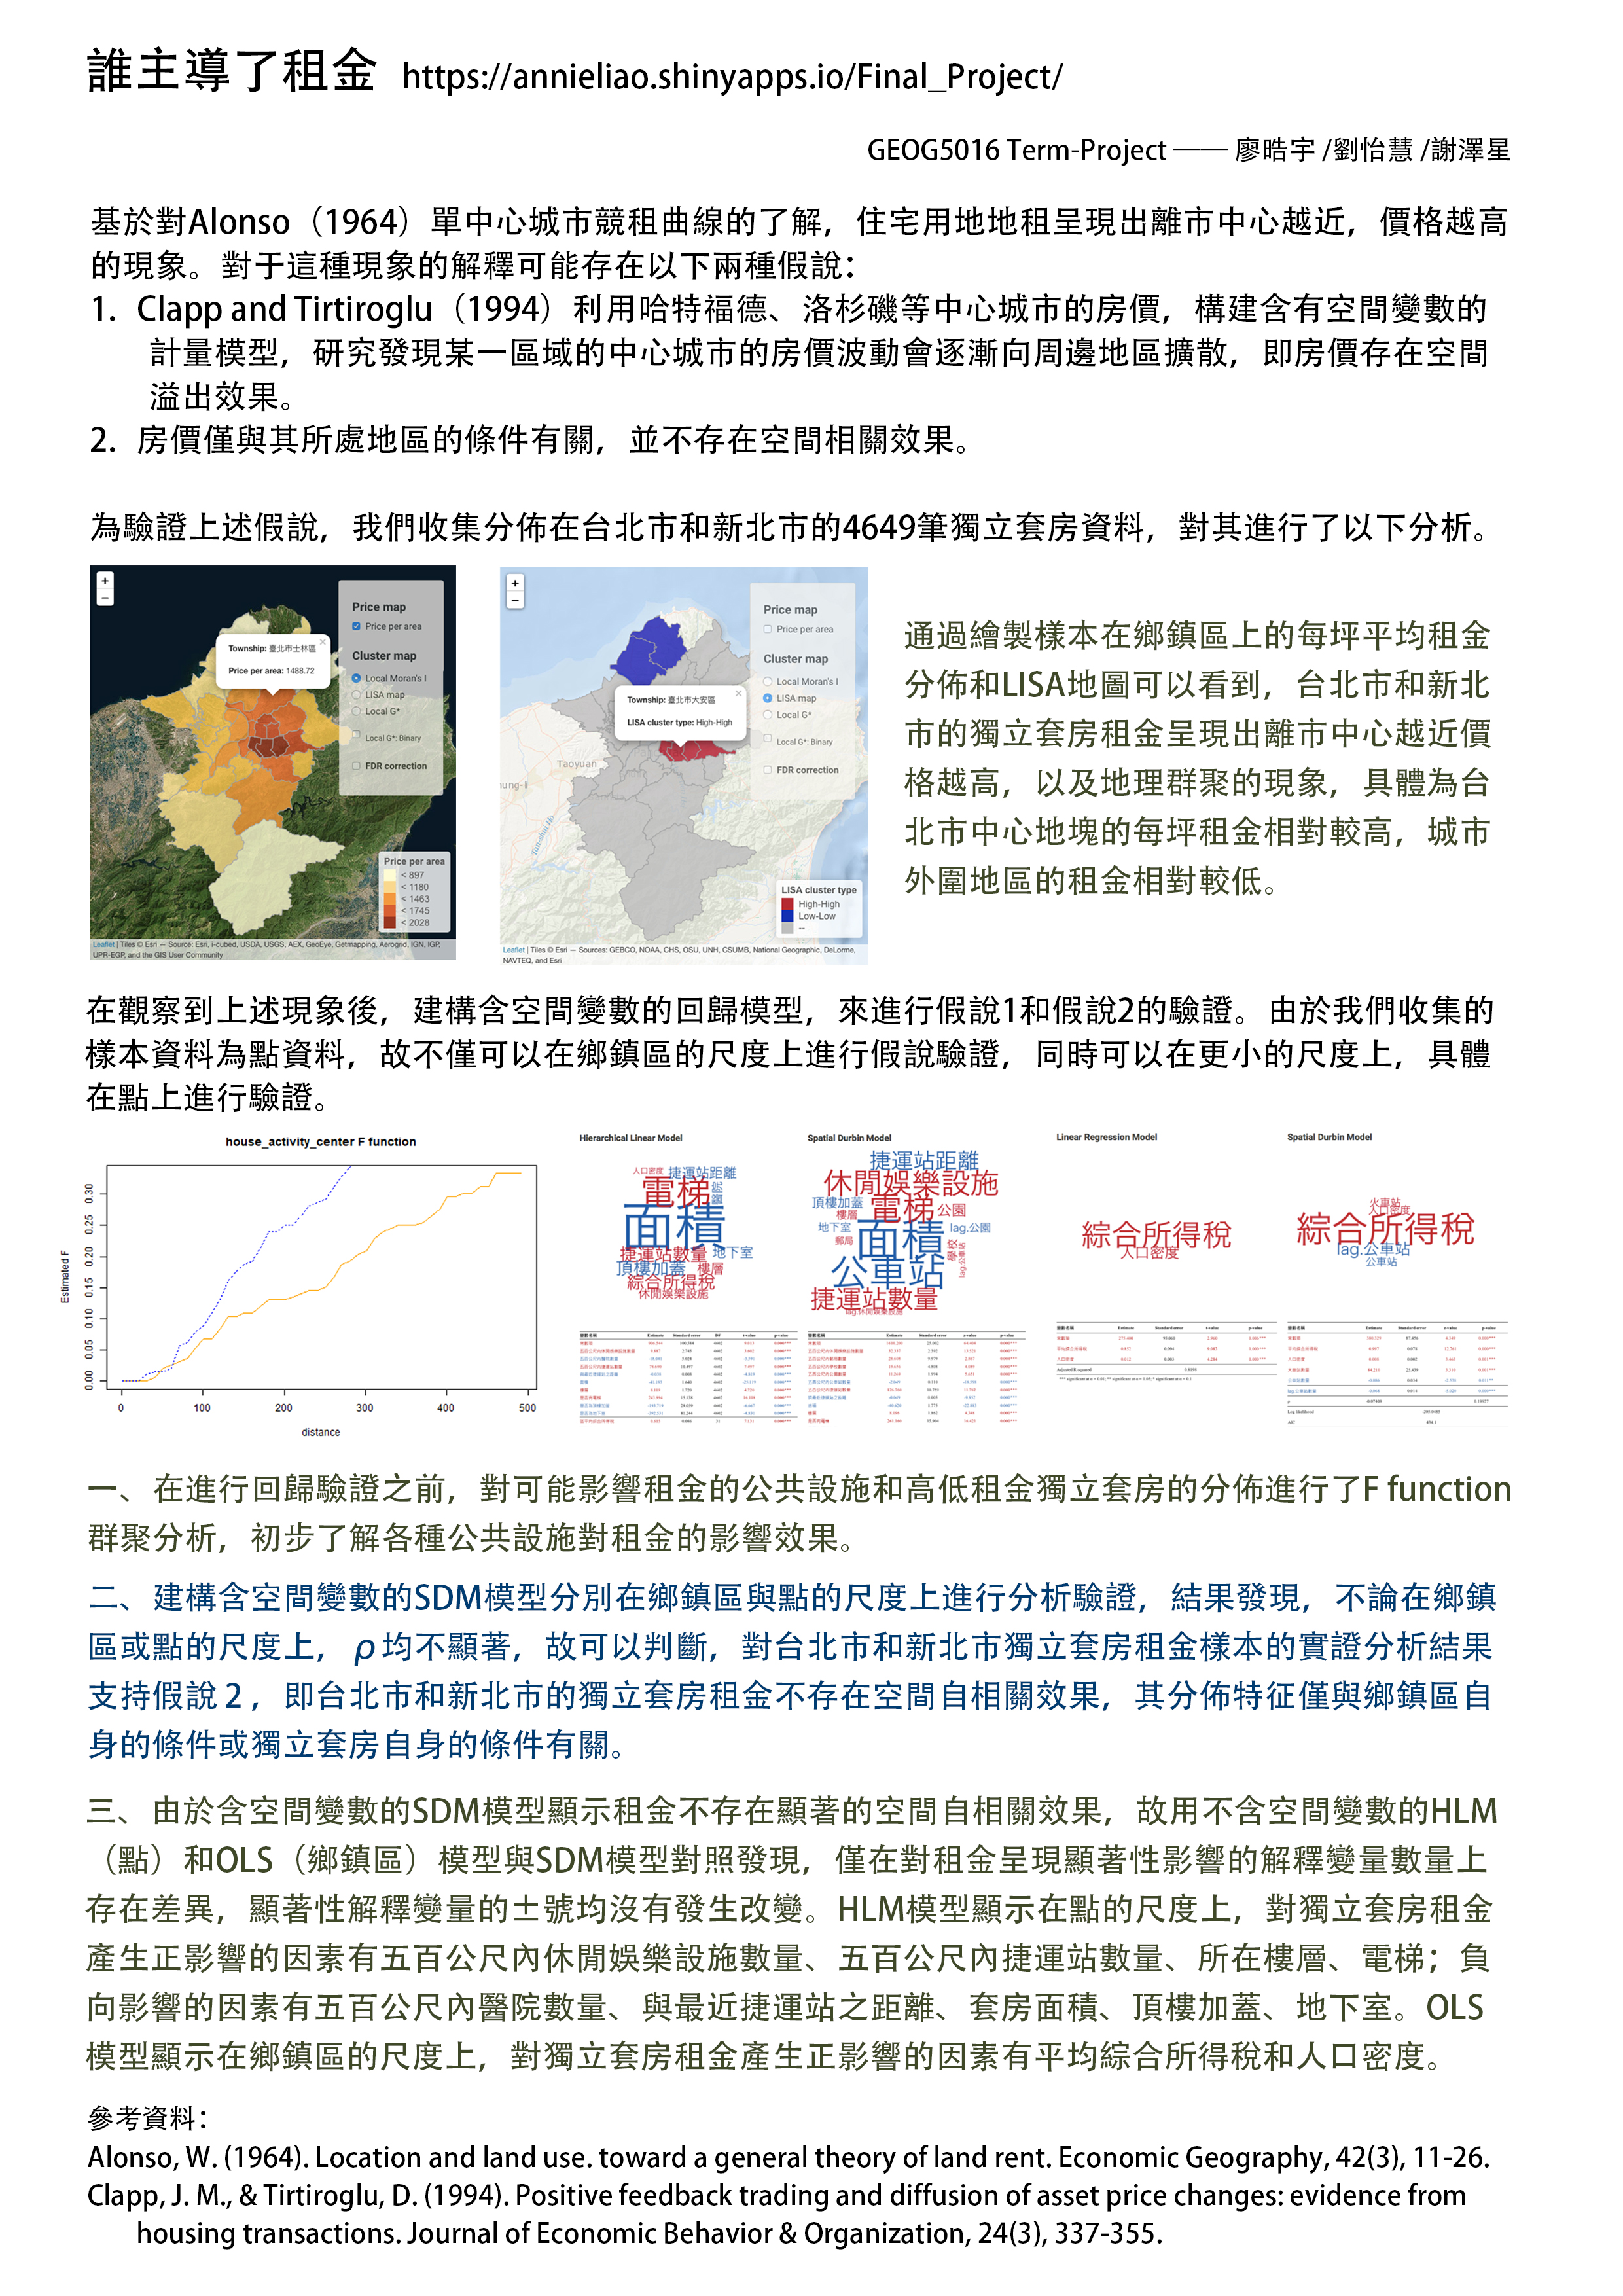 誰主導了租金 https://annieliao.shinyapps.io/Final_Project/
GEOG5016 Term-Project —— 廖晧宇 /劉怡慧 /謝澤星
基於對Alonso（1964）單中心城市競租曲線的了解，住宅用地地租呈現出離市中心越近，價格越高
的現象。對于這種現象的解釋可能存在以下兩種假說：
1. Clapp and Tirtiroglu（1994）利用哈特福德、洛杉磯等中心城市的房價，構建含有空間變數的
計量模型，研究發現某一區域的中心城市的房價波動會逐漸向周邊地區擴散，即房價存在空間
溢出效果。
2. 房價僅與其所處地區的條件有關，並不存在空間相關效果。
為驗證上述假說，我們收集分佈在台北市和新北市的4649筆獨立套房資料，對其進行了以下分析。
+
−
Price map
Price per area
Cluster map
Local Moran's I
LISA map
Local G*
Local G*: Binary
FDR correction
Township: 臺北市士林區
Price per area: 1488.72
Price per area
< 897
< 1180
< 1463
< 1745
< 2028
Leaflet | Tiles © Esri — Source: Esri, i-cubed, USDA, USGS, AEX, GeoEye, Getmapping, Aerogrid, IGN, IGP,
UPR-EGP, and the GIS User Community
+
−
Price map
Price per area
Cluster map
Local Moran's I
LISA map
Local G*
Local G*: Binary
FDR correction
Township: 臺北市大安區
LISA cluster type: High-High
Taoyuan
LISA cluster type
High-High
Low-Low
--
Leaflet | Tiles © Esri — Sources: GEBCO, NOAA, CHS, OSU, UNH, CSUMB, National Geographic, DeLorme,
NAVTEQ, and Esri
通過繪製樣本在鄉鎮區上的每坪平均租金
分佈和LISA地圖可以看到，台北市和新北
市的獨立套房租金呈現出離市中心越近價
格越高，以及地理群聚的現象，具體為台
北市中心地塊的每坪租金相對較高，城市
外圍地區的租金相對較低。
在觀察到上述現象後，建構含空間變數的回歸模型，來進行假說1和假說2的驗證。由於我們收集的
樣本資料為點資料，故不僅可以在鄉鎮區的尺度上進行假說驗證，同時可以在更小的尺度上，具體
在點上進行驗證。
house_activity_center F function
Estimated F
0.00 0.05 0.10 0.15 0.20 0.25 0.30
0 100 200 300 400 500
distance
Hierarchical Linear Model
人口密度 捷運站距離
電梯
面積
捷運站數量 地下室
頂樓加蓋 樓層
綜合所得稅
休閒娛樂設施
Spatial Durbin Model
捷運站距離
休閒娛樂設施
頂樓加蓋 電梯 公園
樓層
地下室 面積 lag.公園
郵局 學校 lag.公車站
公車站
捷運站數量
lag.休閒娛樂設施
Linear Regression Model
綜合所得稅
人口密度
Spatial Durbin Model
火車站
人口密度
綜合所得稅
lag.公車站
公車站
一、在進行回歸驗證之前，對可能影響租金的公共設施和高低租金獨立套房的分佈進行了F function
群聚分析，初步了解各種公共設施對租金的影響效果。
二、建構含空間變數的SDM模型分別在鄉鎮區與點的尺度上進行分析驗證，結果發現，不論在鄉鎮
區或點的尺度上，ρ均不顯著，故可以判斷，對台北市和新北市獨立套房租金樣本的實證分析結果
支持假說2，即台北市和新北市的獨立套房租金不存在空間自相關效果，其分佈特征僅與鄉鎮區自
身的條件或獨立套房自身的條件有關。
三、由於含空間變數的SDM模型顯示租金不存在顯著的空間自相關效果，故用不含空間變數的HLM
（點）和OLS（鄉鎮區）模型與SDM模型對照發現，僅在對租金呈現顯著性影響的解釋變量數量上
存在差異，顯著性解釋變量的±號均沒有發生改變。HLM模型顯示在點的尺度上，對獨立套房租金
產生正影響的因素有五百公尺內休閒娛樂設施數量、五百公尺內捷運站數量、所在樓層、電梯；負
向影響的因素有五百公尺內醫院數量、與最近捷運站之距離、套房面積、頂樓加蓋、地下室。OLS
模型顯示在鄉鎮區的尺度上，對獨立套房租金產生正影響的因素有平均綜合所得稅和人口密度。
參考資料：
Alonso, W. (1964). Location and land use. toward a general theory of land rent. Economic Geography, 42(3), 11-26.
Clapp, J. M., & Tirtiroglu, D. (1994). Positive feedback trading and diffusion of asset price changes: evidence from
housing transactions. Journal of Economic Behavior & Organization, 24(3), 337-355.